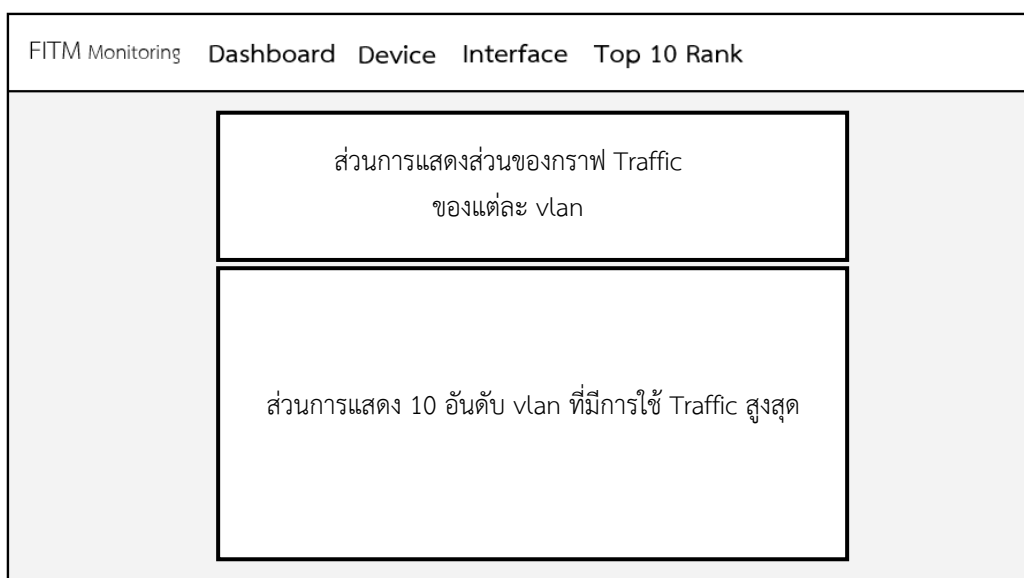 FITM Monitoring Dashboard Device Interface Top 10 Rank
ส่วนการแสดงส่วนของกราฟ Traffic
ของแต่ละ vlan
ส่วนการแสดง 10 อันดับ vlan ที่มีการใช้ Traffic สูงสุด